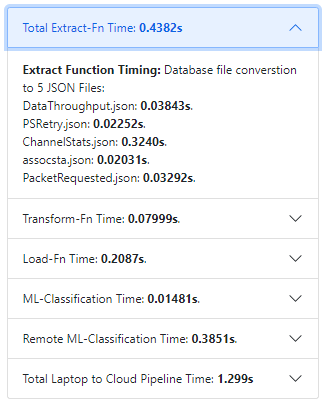 Total Extract-Fn Time: 0.4382s
Extract Function Timing: Database file converstion
to 5 JSON Files:
DataThroughput.json: 0.03843s.
PSRetry.json: 0.02252s.
ChannelStats.json: 0.3240s.
assocsta.json: 0.02031s.
PacketRequested.json: 0.03292s.
Transform-Fn Time: 0.07999s.
Load-Fn Time: 0.2087s.
ML-Classification Time: 0.01481s.
Remote ML-Classification Time: 0.3851s.
Total Laptop to Cloud Pipeline Time: 1.299s